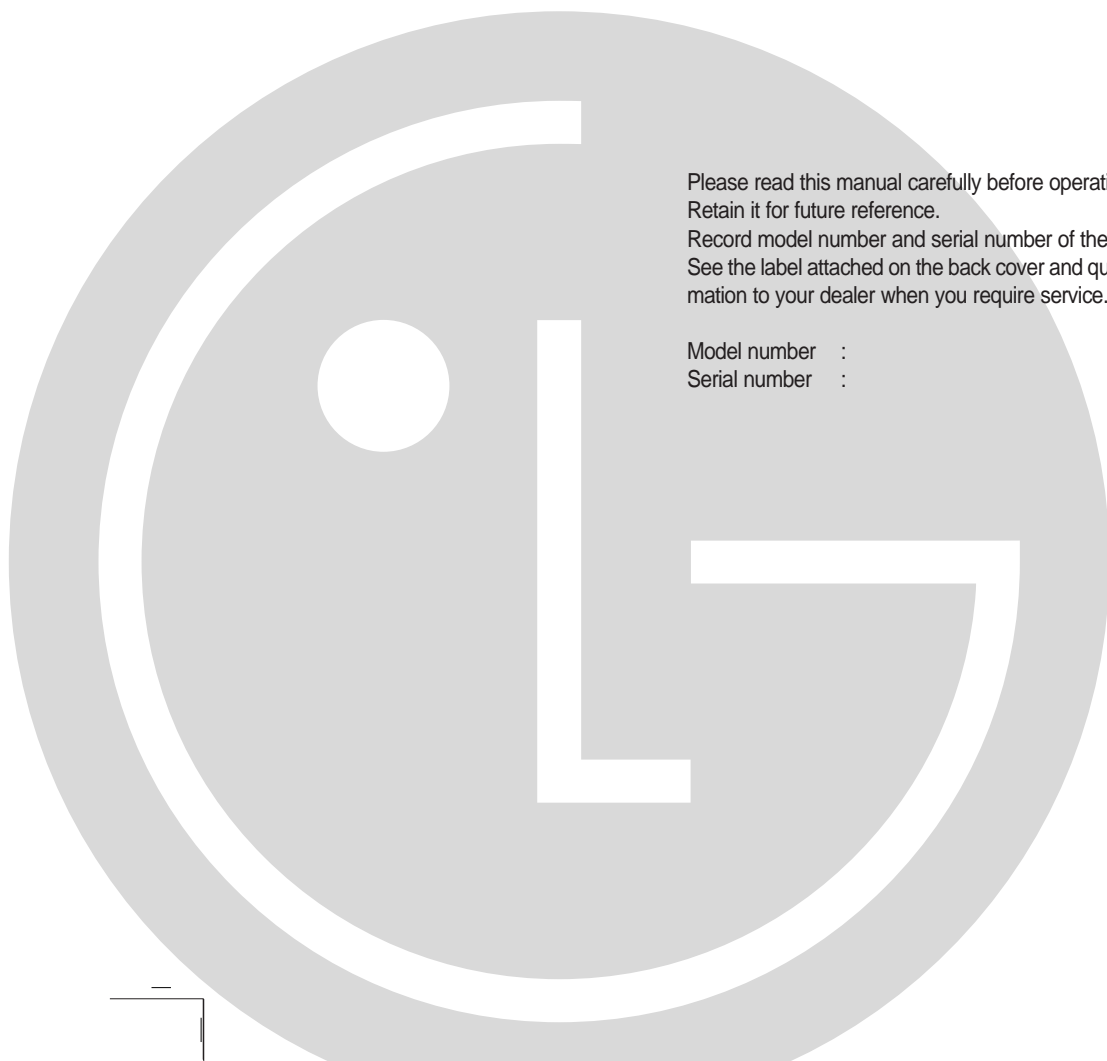 Please read this manual carefully before
Retain it for future reference.
Record model number and serial number of the
See the label attached on the back cover and
mation to your dealer when you require service.
Model number :
Serial number :